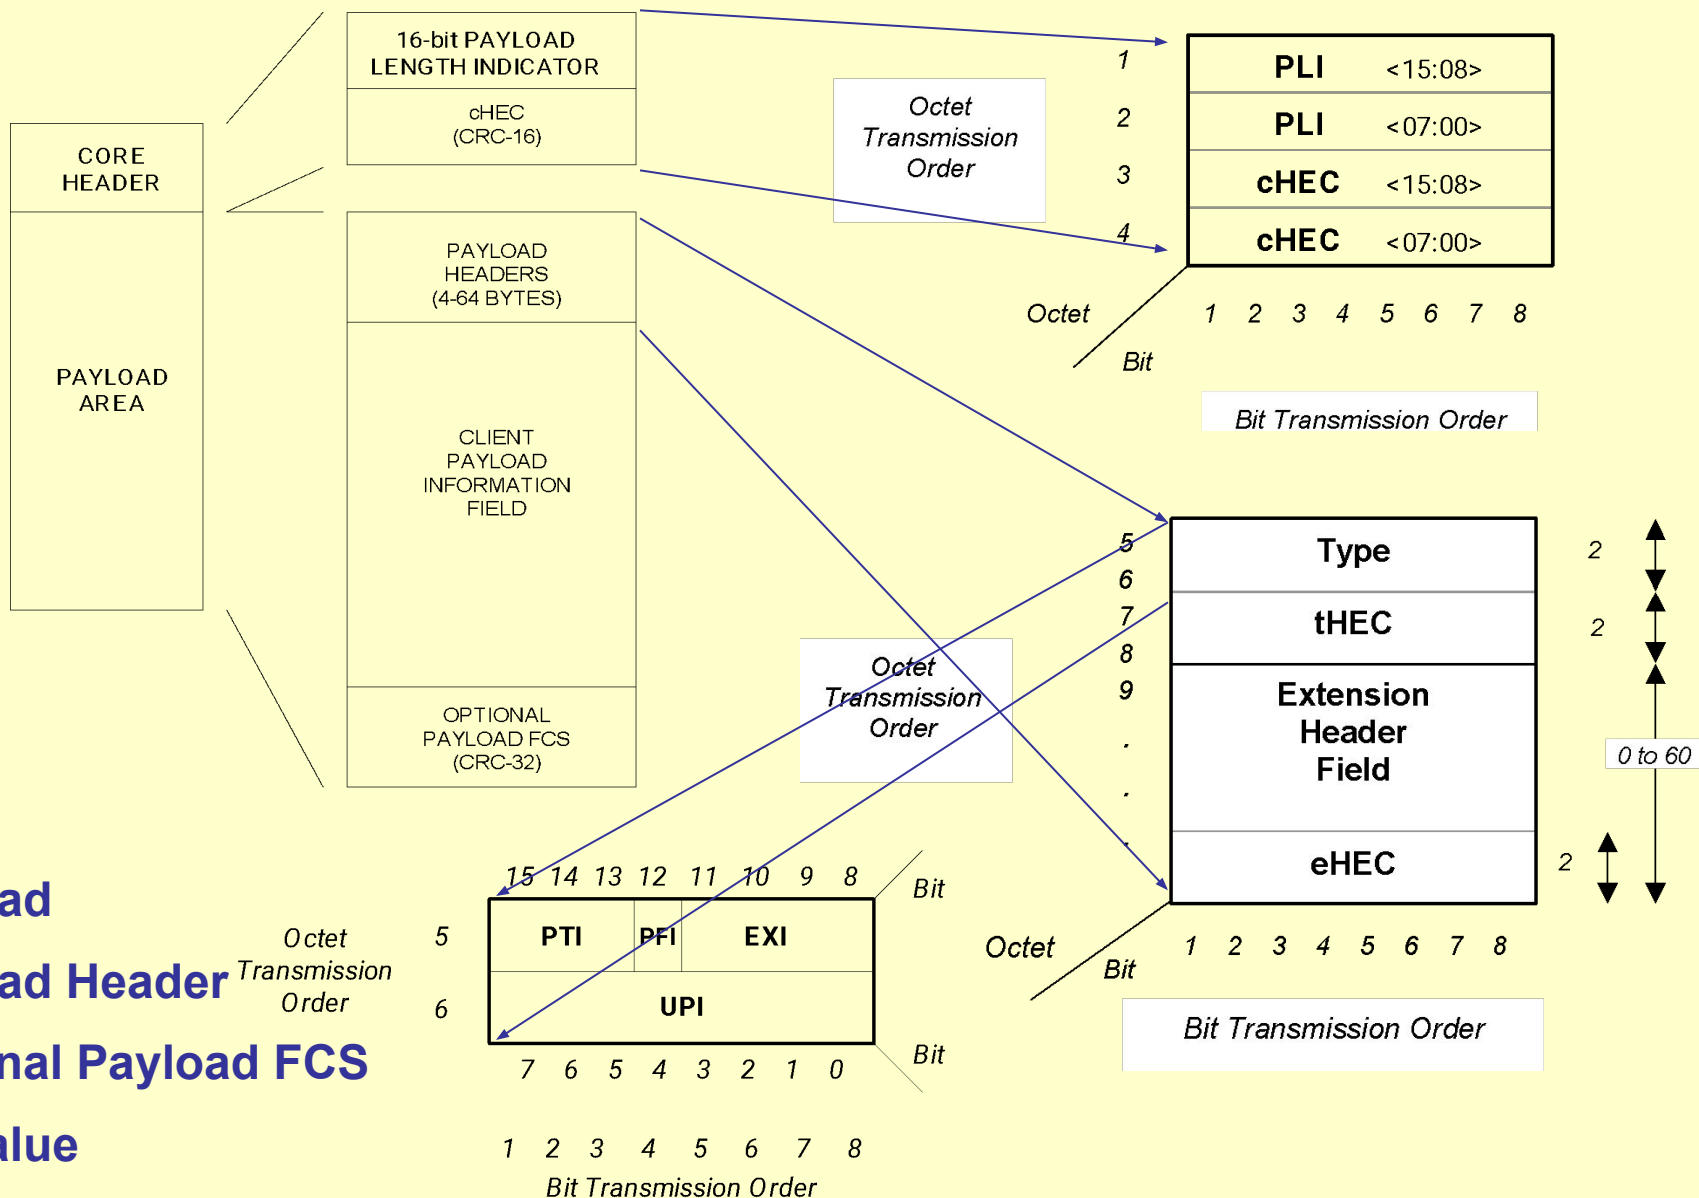 CORE
HEADER
PAYLOAD
AREA
16-bit PAYLOAD
LENGTH INDICATOR
cHEC
(CRC-16)
PAYLOAD
HEADERS
(4-64 BYTES)
CLIENT
PAYLOAD
INFORMATION
FIELD
OPTIONAL
PAYLOAD FCS
(CRC-32)
Octet
Transmission
Order
1 PLI <15:08>
2 PLI <07:00>
3 cHEC <15:08>
4 cHEC <07:00>
Octet
1 2 3 4 5 6 7 8
Bit
Bit Transmission Order
5
Type
2
6
7
tHEC
2
8
9
Extension
Header
Field
.
.
.
0 to 60
eHEC
2
Octet
1 2 3 4 5 6 7 8
Bit
Bit Transmission Order
Octet
Transmission
Order
15 14 13 12 11 10 9 8
Bit
Octet
Transmission
Order
5 PTI PFI EXI
6 UPI
Bit
7 6 5 4 3 2 1 0
1 2 3 4 5 6 7 8
Bit Transmission Order
ad
ad Header
nal Payload FCS
alue